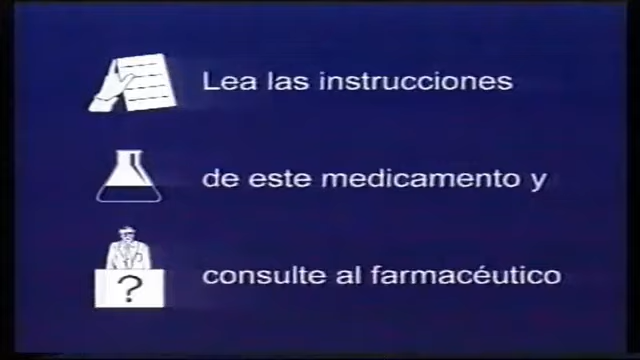 Lea las instrucciones
de este medicamento y
consulte al farmacéutico
?